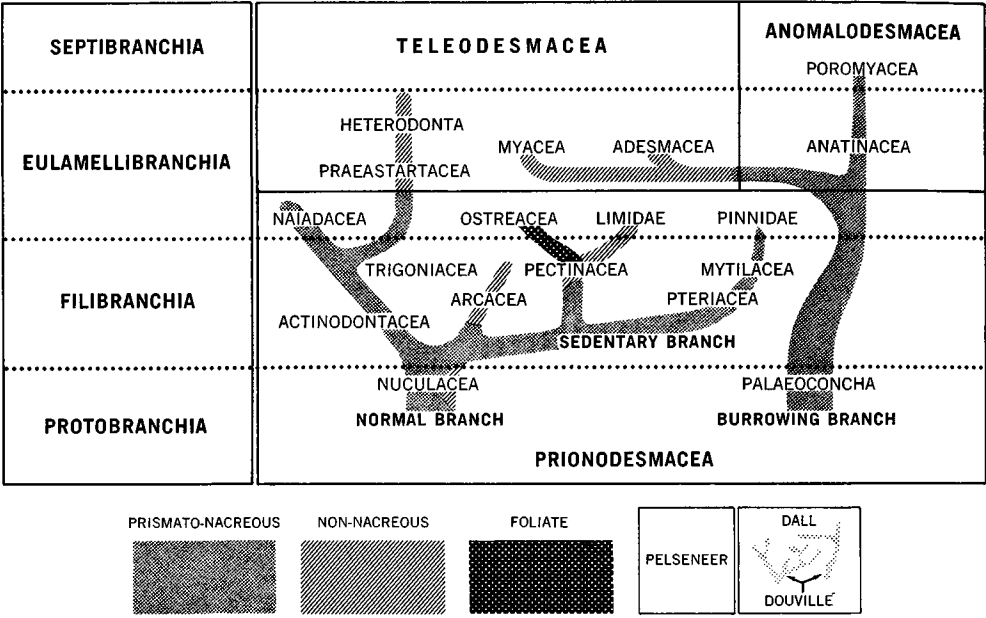 SEPTIBRANCHIA
TELEODESMACEA
ANOMALODESMACEA
POROMYACEA
EULAMELLIBRANCHIA
HETERODONTA
PRAEASTARTACEA
MYACEA
ADESMACEA
ANATINACEA
NAIADACEA
OSTREACEA
LIMIDAE
PINNIDAE
FILIBRANCHIA
TRIGONIACEA
PECTINACEA
MYTILACEA
ARCACEA
PTERIACEA
ACTINODONTACEA
SEDENTARY BRANCH
PROTOBRANCHIA
NUCULACEA
PALAEOCONCHA
NORMAL BRANCH
BURROWING BRANCH
PRIONODESMACEA
PRISMATO-NACREOUS
NON-NACREOUS
FOLIATE
PELSENEER
DALL
DOUVILLÉ